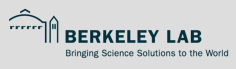 BERKELEY LAB
Bringing Science Solutions to the World